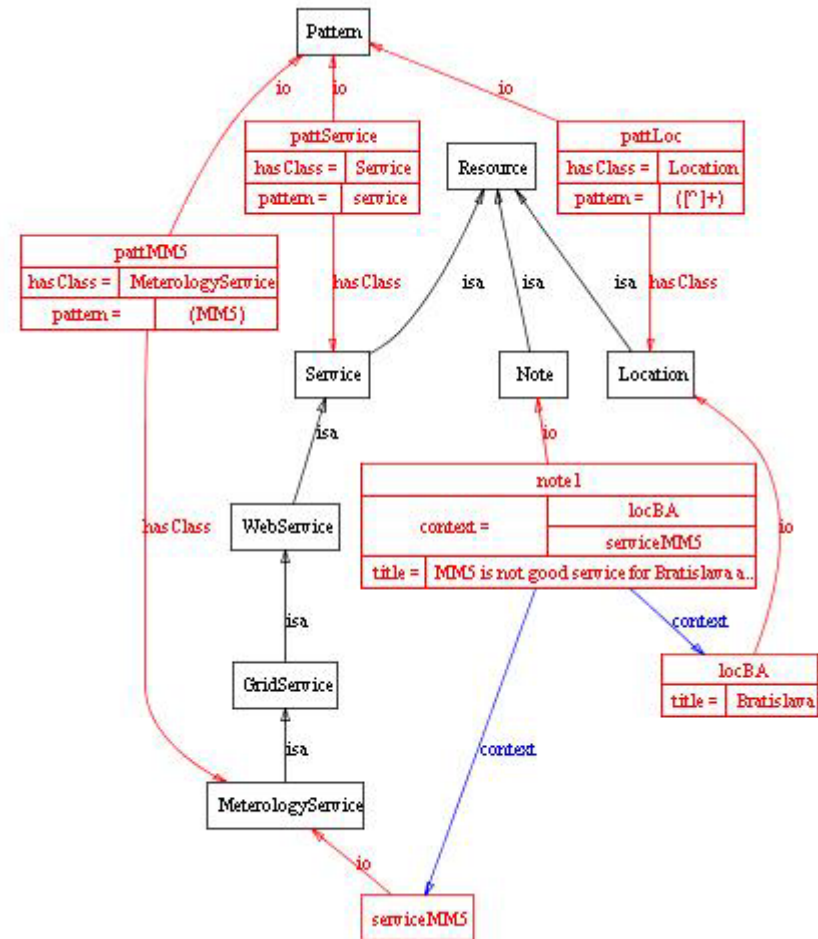 Pattern
io
io
io
pattService
hasClass = Service
pattern = service
pattLoc
hasClass = Location
pattern = ([^ ]+)
Resource
pattMM5
hasClass = MeterologyService
pattern = (MM5)
hasClass
isa
isa
isa
hasClass
Service
Note
Location
isa
io
note1
context = locBA
serviceMM5
title = MM5 is not good service for Bratislava a..
WebService
hasClass
io
context
isa
locBA
title = Bratislava
GridService
isa
context
MeterologyService
io
serviceMM5